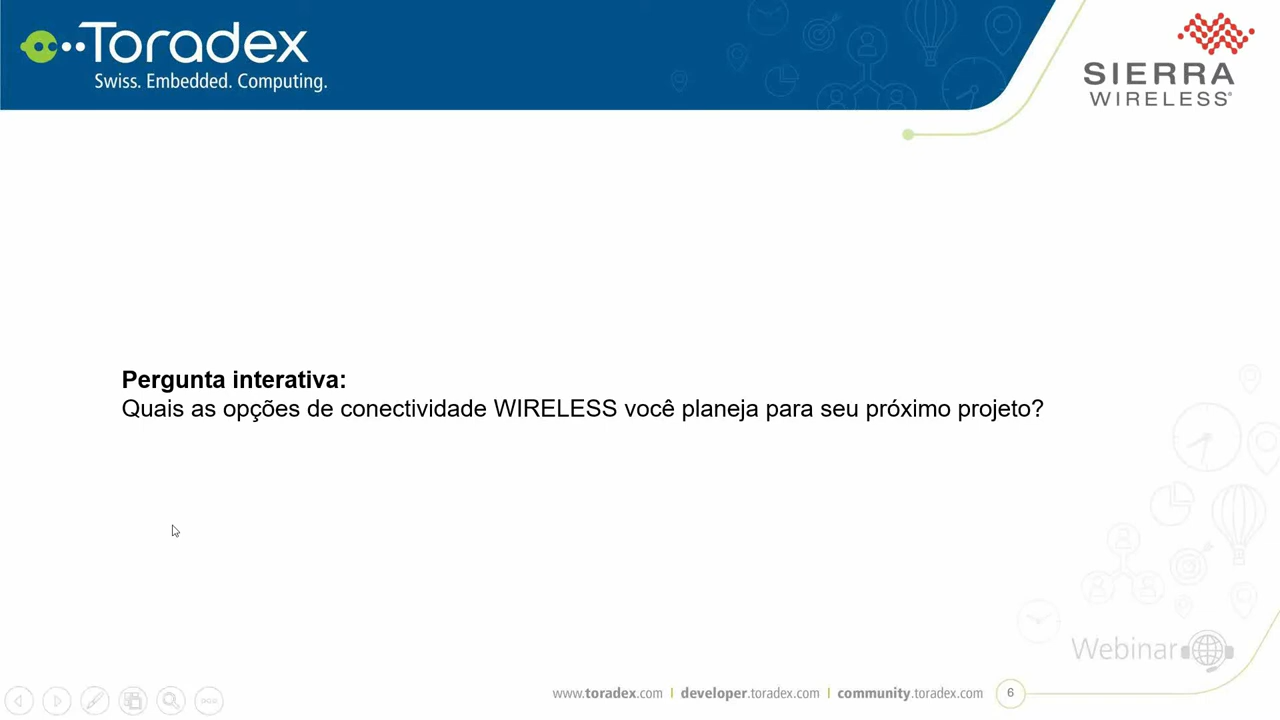 Toradex
Swiss. Embedded. Computing.
SIERRA
WIRELESS®
Pergunta interativa:
Quais as opções de conectividade WIRELESS você planeja para seu próximo projeto?
Webinar
www.toradex.com | developer.toradex.com | community.toradex.com 6